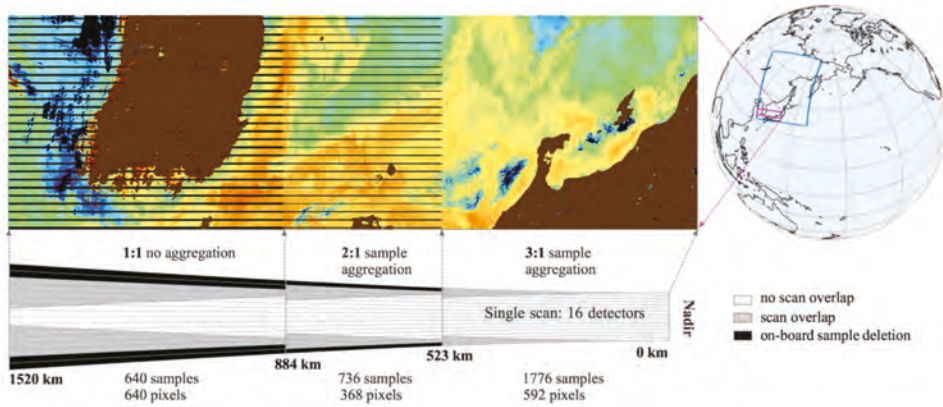 1:1 no aggregation
2:1 sample
aggregation
3:1 sample
aggregation
Single scan: 16 detectors
Nadir
no scan overlap
scan overlap
on-board sample deletion
1520 km
884 km
523 km
0 km
640 samples
640 pixels
736 samples
368 pixels
1776 samples
592 pixels